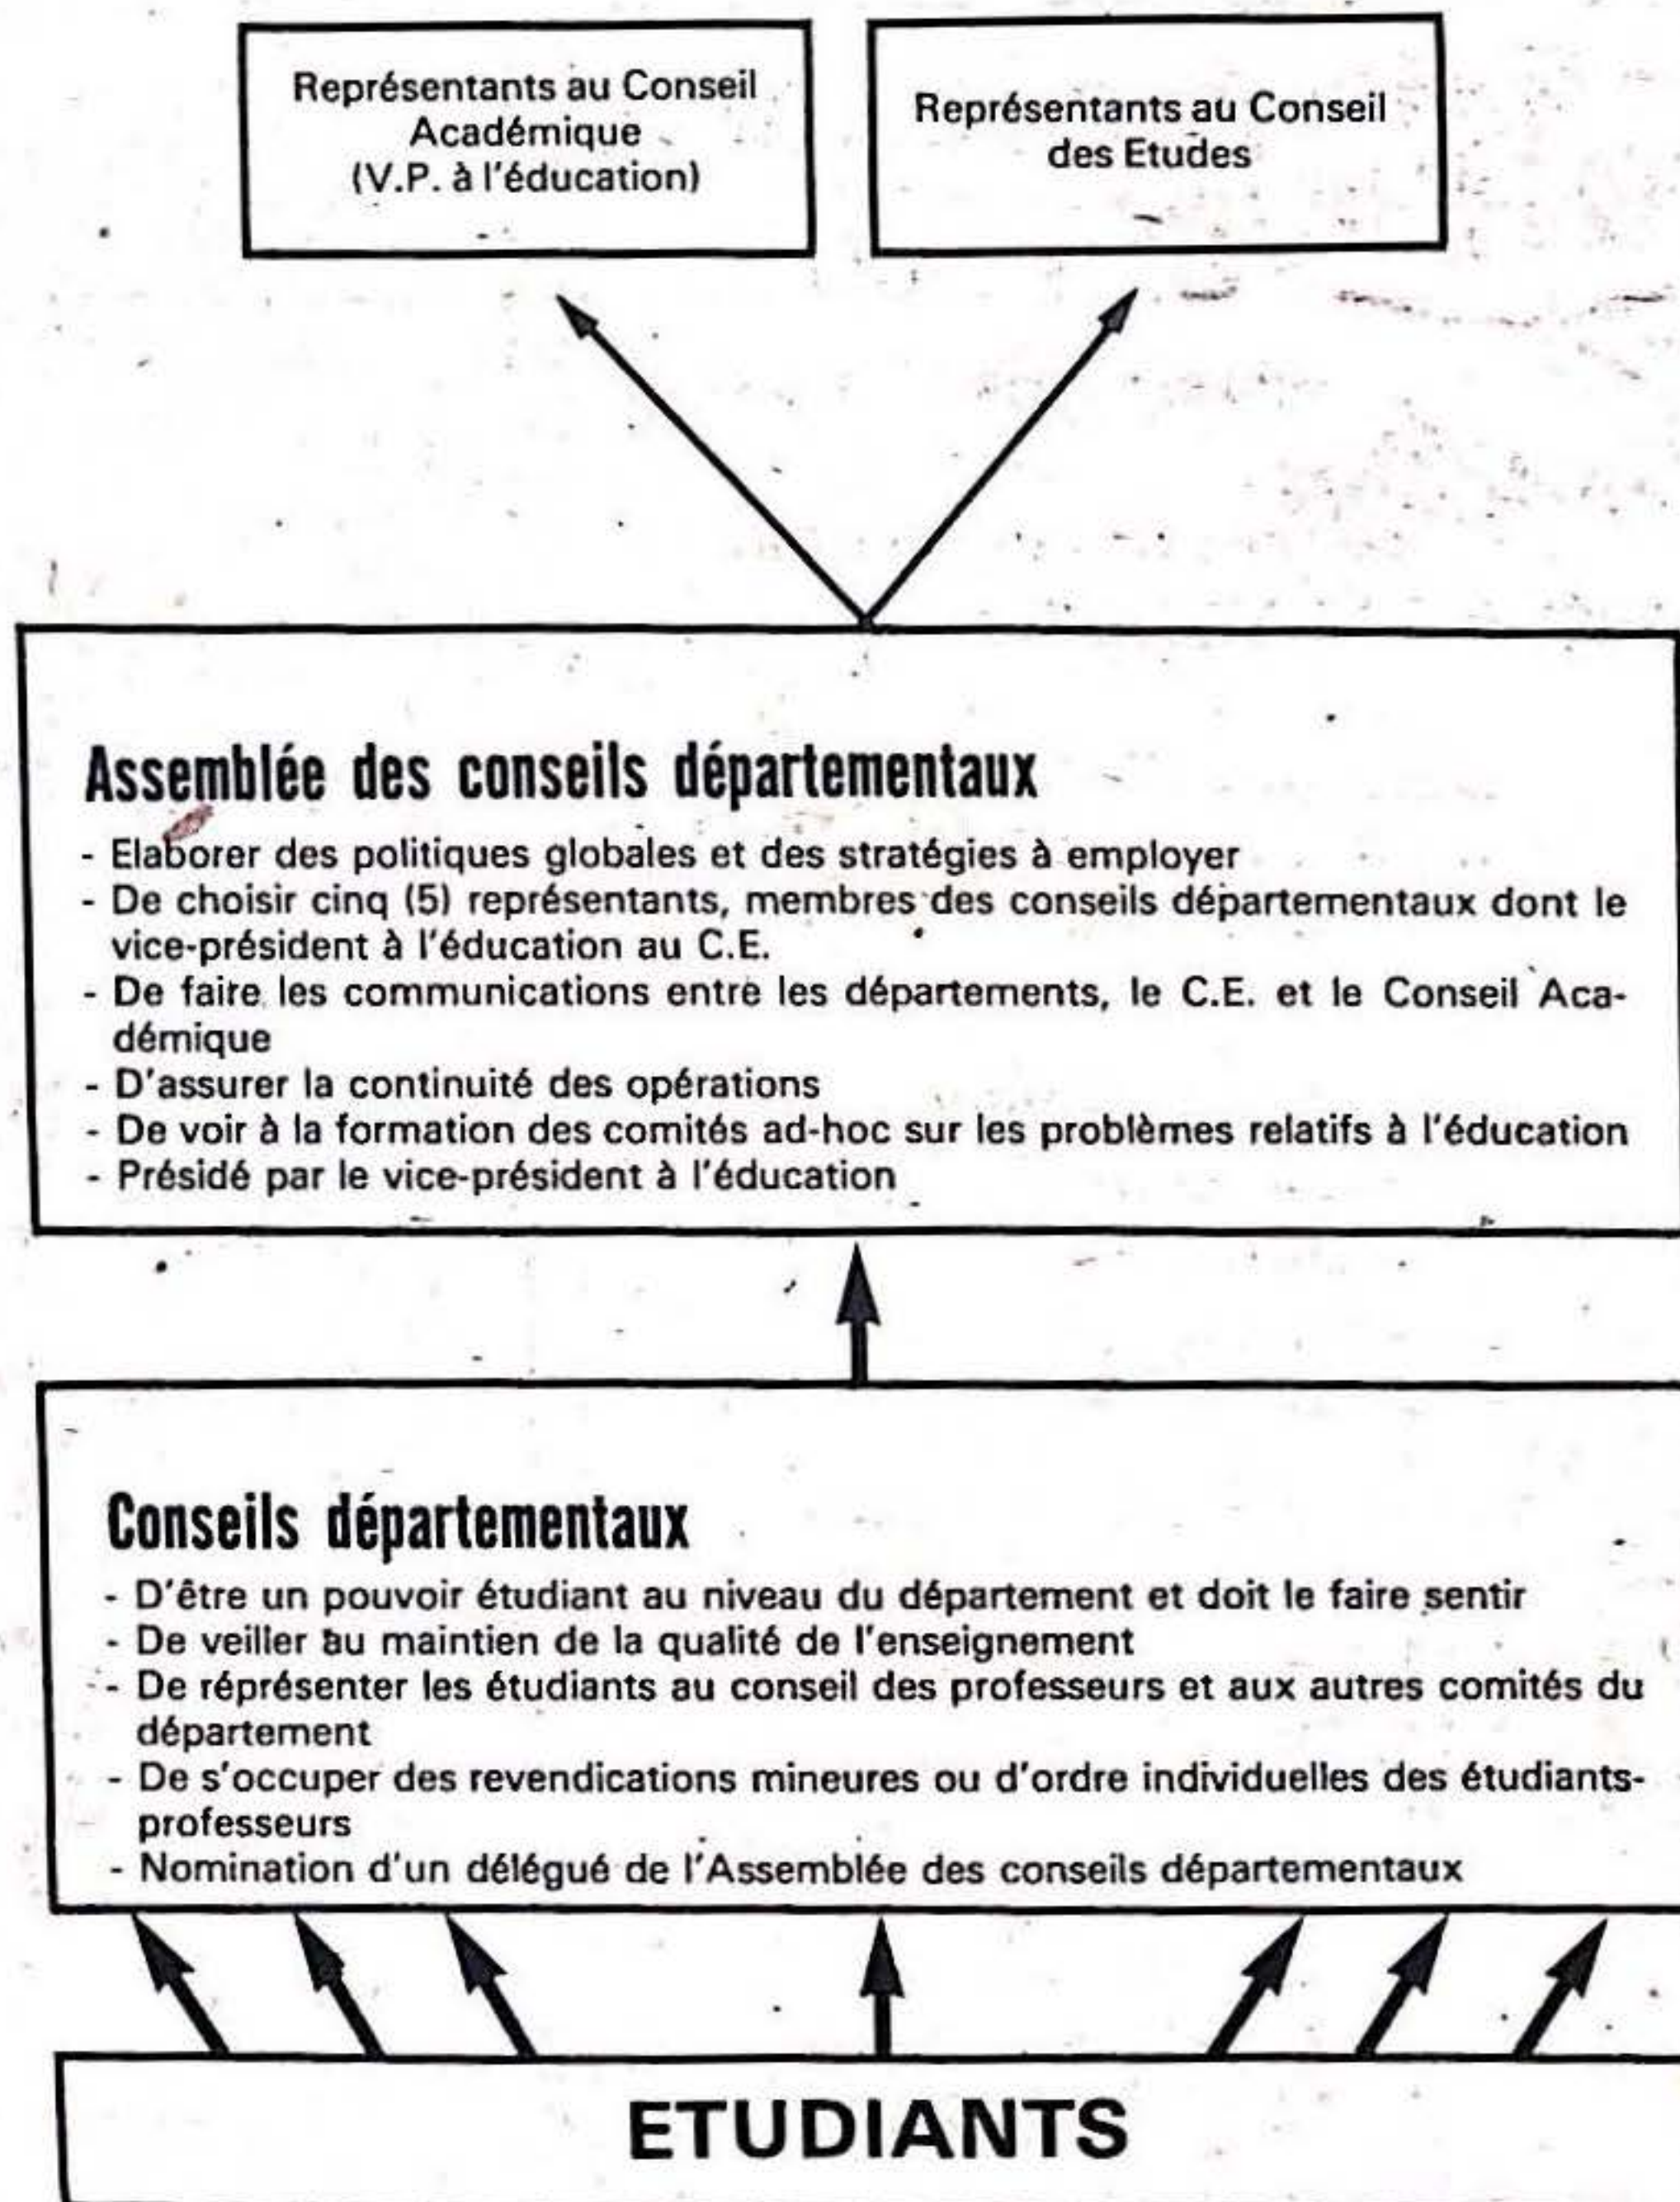 Représentants au Conseil
Académique
(V.P. à l'éducation)
Représentants au Conseil
des Etudes
Assemblée des conseils départementaux
- Elaborer des politiques globales et des stratégies à employer
- De choisir cinq (5) représentants, membres des conseils départementaux dont le
vice-président à l'éducation au C.E.
- De faire les communications entre les départements, le C.E. et le Conseil Aca-
démique
- D'assurer la continuité des opérations
- De voir à la formation des comités ad-hoc sur les problèmes relatifs à l'éducation
- Présidé par le vice-président à l'éducation
Conseils départementaux
- D'être un pouvoir étudiant au niveau du département et doit le faire sentir
- De veiller au maintien de la qualité de l'enseignement
- De réprésenter les étudiants au conseil des professeurs et aux autres comités du
département
- De s'occuper des revendications mineures ou d'ordre individuelles des étudiants-
professeurs
- Nomination d'un délégué de l'Assemblée des conseils départementaux
ETUDIANTS